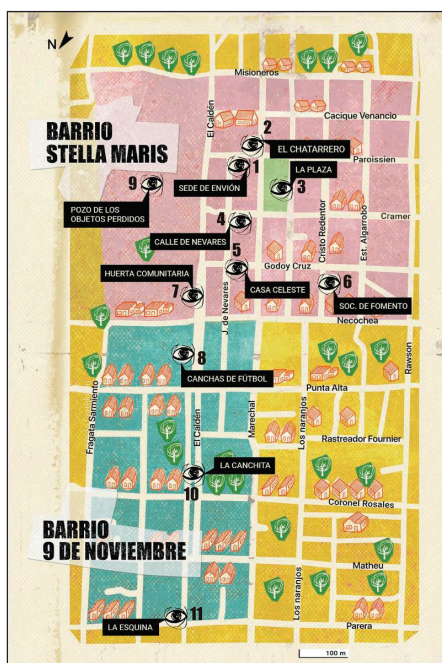 N
Misioneros
El Caldén
Cacique Venancio
BARRIO
STELLA MARIS
2
EL CHATARRERO
Paroissien
1
LA PLAZA
9
SEDE DE ENVIÓN
3
POZO DE LOS
OBJETOS PERDIDOS
4
Cristo Redentor
Est. Algarrobo
Cramer
CALLE DE NEVARES
5
Godoy Cruz
HUERTA COMUNITARIA
CASA CELESTE
6
7
SOC. DE FOMENTO
J. de Nevares
Necochea
8
Rawson
CANCHAS DE FÚTBOL
Punta Alta
Fragata Sarmiento
El Caldén
Marechal
Los naranjos
Rastreador Fournier
LA CANCHITA
10
Coronel Rosales
BARRIO
9 DE NOVIEMBRE
Matheu
Los naranjos
11
LA ESQUINA
Parera
100 m